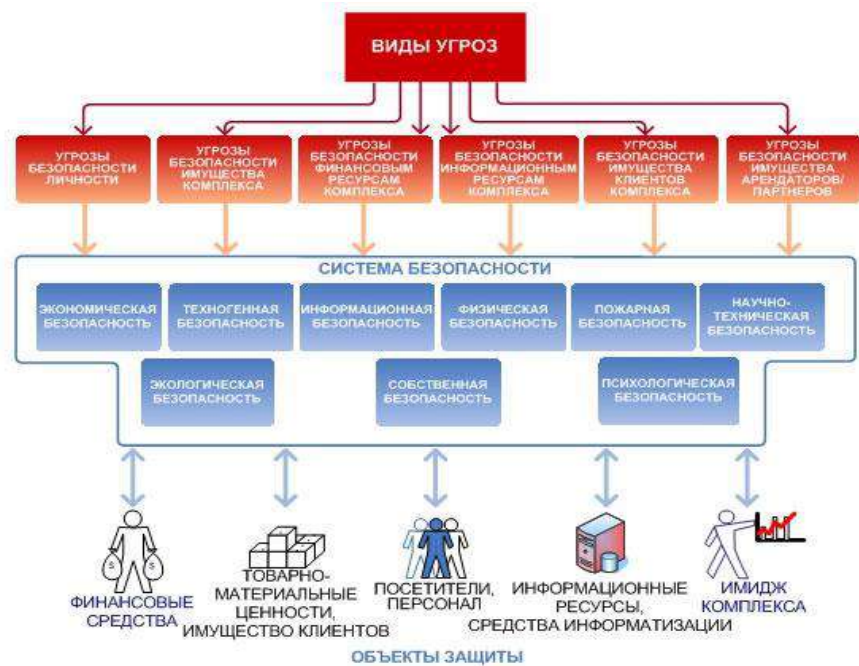 ВИДЫ УГРОЗ
УГРОЗЫ
БЕЗОПАСНОСТИ
ЛИЧНОСТИ
УГРОЗЫ
БЕЗОПАСНОСТИ
ИМУЩЕСТВА
КОМПЛЕКСА
УГРОЗЫ
БЕЗОПАСНОСТИ
ФИНАНСОВЫМ
РЕСУРСАМ
КОМПЛЕКСА
УГРОЗЫ
БЕЗОПАСНОСТИ
ИНФОРМАЦИОННЫМ
РЕСУРСАМ
КОМПЛЕКСА
УГРОЗЫ
БЕЗОПАСНОСТИ
ИМУЩЕСТВА
КЛИЕНТОВ
КОМПЛЕКСА
УГРОЗЫ
БЕЗОПАСНОСТИ
ИМУЩЕСТВА
АРЕНДАТОРОВ/
ПАРТНЕРОВ
СИСТЕМА БЕЗОПАСНОСТИ
ЭКОНОМИЧЕСКАЯ
БЕЗОПАСНОСТЬ
ТЕХНОГЕННАЯ
БЕЗОПАСНОСТЬ
ИНФОРМАЦИОННАЯ
БЕЗОПАСНОСТЬ
ФИЗИЧЕСКАЯ
БЕЗОПАСНОСТЬ
ПОЖАРНАЯ
БЕЗОПАСНОСТЬ
НАУЧНО-
ТЕХНИЧЕСКАЯ
БЕЗОПАСНОСТЬ
ЭКОЛОГИЧЕСКАЯ
БЕЗОПАСНОСТЬ
СОБСТВЕННАЯ
БЕЗОПАСНОСТЬ
ПСИХОЛОГИЧЕСКАЯ
БЕЗОПАСНОСТЬ
$ $
ФИНАНСОВЫЕ
СРЕДСТВА
ТОВАРНО-
МАТЕРИАЛЬНЫЕ
ЦЕННОСТИ,
ИМУЩЕСТВО КЛИЕНТОВ
ПОСЕТИТЕЛИ,
ПЕРСОНАЛ
ИНФОРМАЦИОННЫЕ
РЕСУРСЫ,
СРЕДСТВА ИНФОРМАТИЗАЦИИ
ИМИДЖ
КОМПЛЕКСА
ОБЪЕКТЫ ЗАЩИТЫ